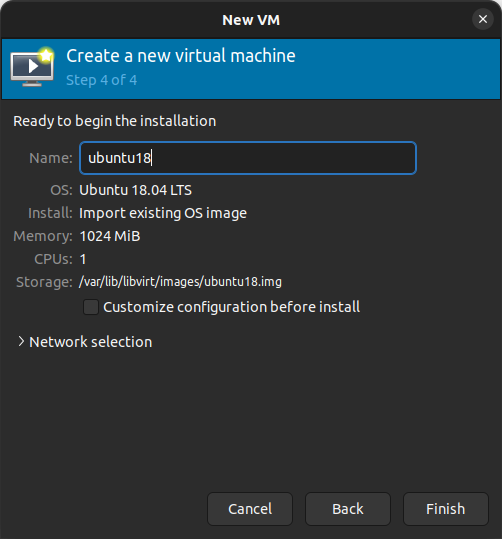 New VM
Create a new virtual machine
Step 4 of 4
Ready to begin the installation
Name: ubuntu18
OS: Ubuntu 18.04 LTS
Install: Import existing OS image
Memory: 1024 MiB
CPUs: 1
Storage: /var/lib/libvirt/images/ubuntu18.img
Customize configuration before install
Network selection
Cancel Back Finish